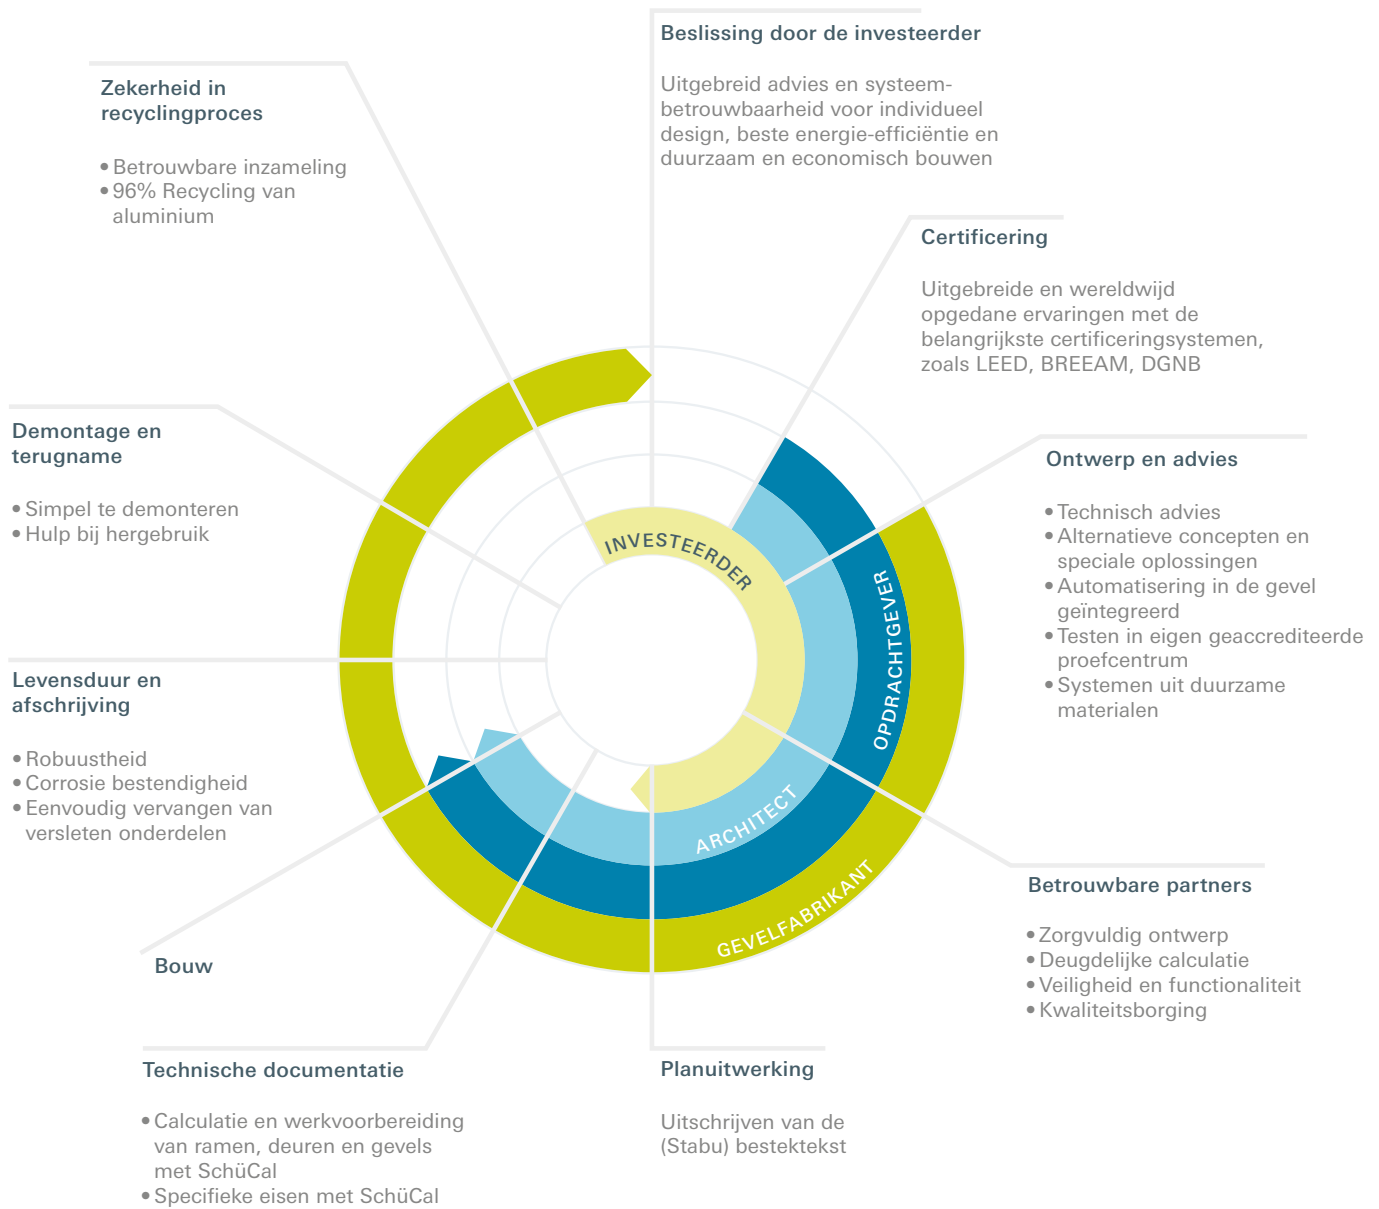 Beslissing door de investeerder
Uitgebreid advies en systeem-
betrouwbaarheid voor individueel
design, beste energie-efficiëntie en
duurzaam en economisch bouwen
Zekerheid in
recyclingproces
• Betrouwbare inzameling
• 96% Recycling van
aluminium
Certificering
Uitgebreide en wereldwijd
opgedane ervaringen met de
belangrijkste certificeringsystemen,
zoals LEED, BREEAM, DGNB
Demontage en
terugname
• Simpel te demonteren
• Hulp bij hergebruik
Ontwerp en advies
• Technisch advies
• Alternatieve concepten en
speciale oplossingen
• Automatisering in de gevel
geïntegreerd
• Testen in eigen geaccrediteerde
proefcentrum
• Systemen uit duurzame
materialen
INVESTEERDER
OPDRACHTGEVER
ARCHITECT
GEVELFABRIKANT
Levensduur en
afschrijving
• Robuustheid
• Corrosie bestendigheid
• Eenvoudig vervangen van
versleten onderdelen
Betrouwbare partners
• Zorgvuldig ontwerp
• Deugdelijke calculatie
• Veiligheid en functionaliteit
• Kwaliteitsborging
Bouw
Technische documentatie
• Calculatie en werkvoorbereiding
van ramen, deuren en gevels
met SchüCal
• Specifieke eisen met SchüCal
Planuitwerking
Uitschrijven van de
(Stabu) bestektekst